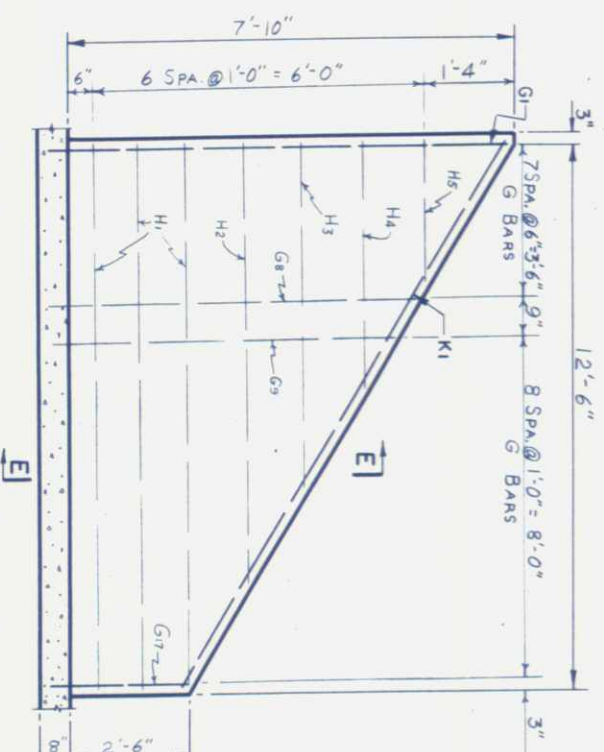 7'-10"
6"
6 SPA. @ 1'-0" = 6'-0"
1'-4"
G1
3"
7 SPA. @ 6"=3'-6"
G BARS
9"
12'-6"
8 SPA. @ 1'-0" = 8'-0"
G BARS
3"
H5
H4
H3
H2
H1
G8
G9
K1
E
E
G17
8"
2'-6"